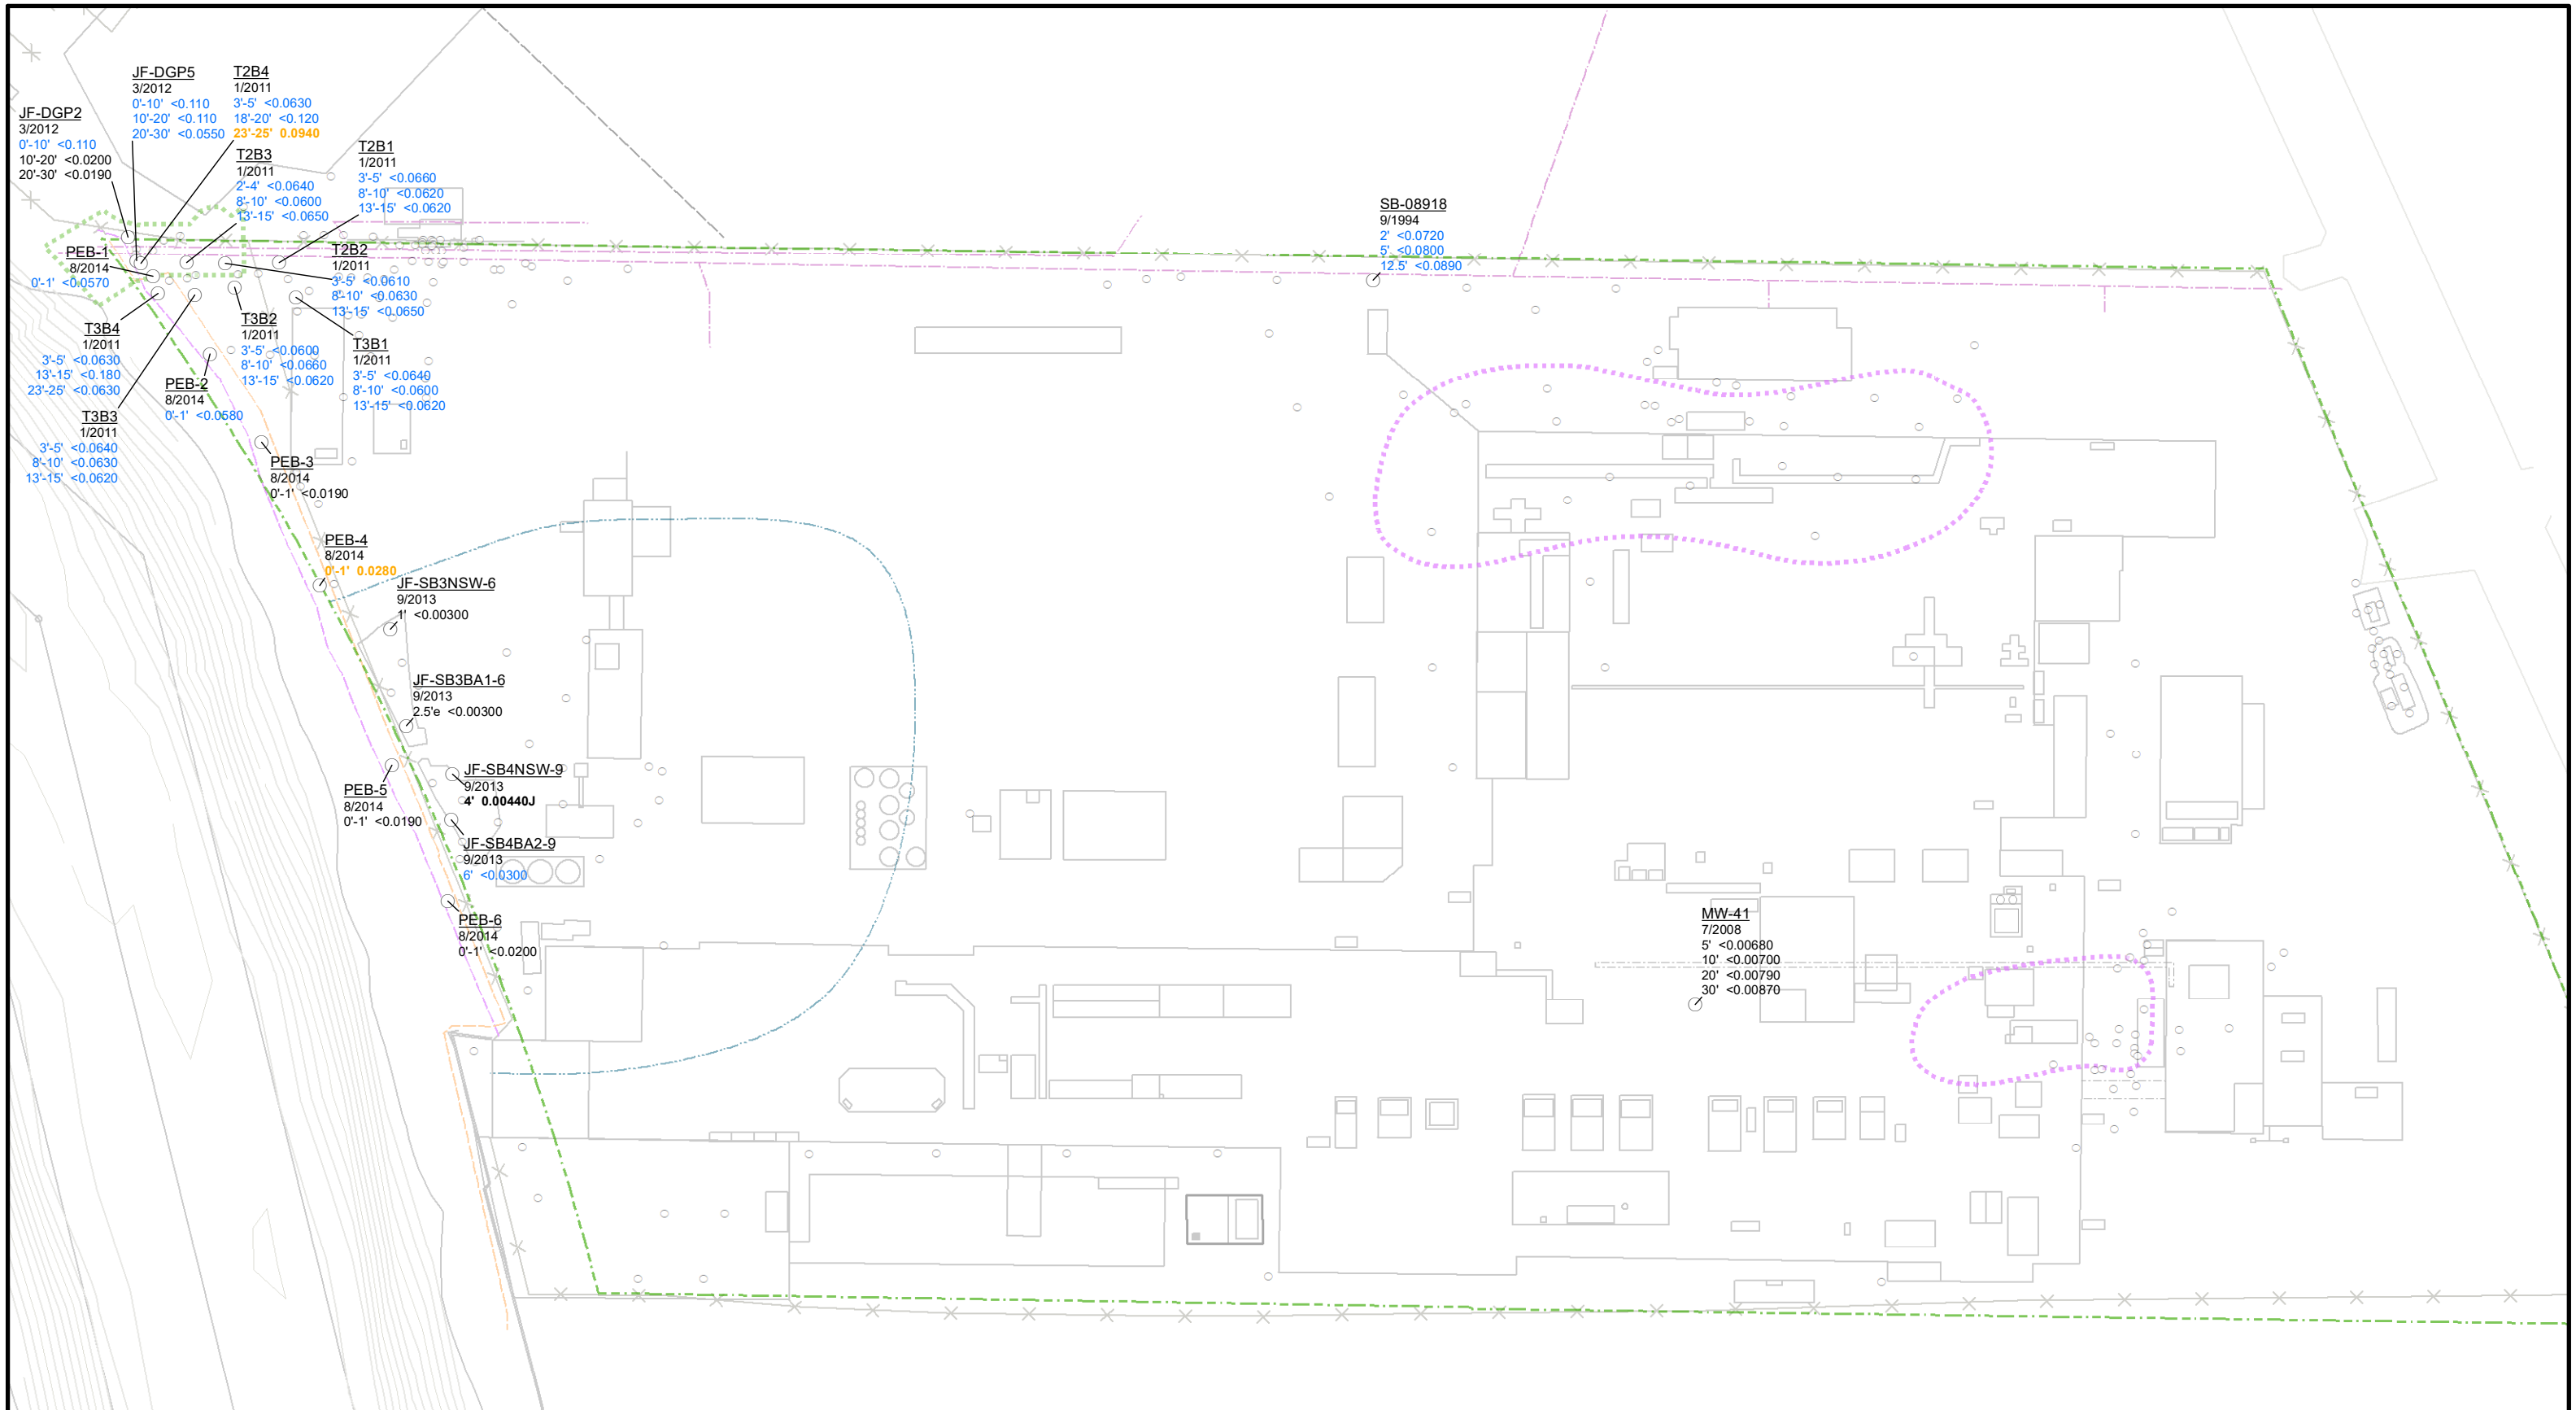 JF-DGP5
3/2012
0'-10' <0.110
10'-20' <0.110
20'-30' <0.0550
T2B4
1/2011
3'-5' <0.0630
18'-20' <0.120
23'-25' 0.0940
JF-DGP2
3/2012
0'-10' <0.110
10'-20' <0.0200
20'-30' <0.0190
T2B3
1/2011
2'-4' <0.0640
8'-10' <0.0600
13'-15' <0.0650
T2B1
1/2011
3'-5' <0.0660
8'-10' <0.0620
13'-15' <0.0620
SB-08918
9/1994
2' <0.0720
5' <0.0800
12.5' <0.0890
PEB-1
8/2014
0'-1' <0.0570
T2B2
1/2011
3'-5' <0.0610
8'-10' <0.0630
13'-15' <0.0650
T3B4
1/2011
3'-5' <0.0630
13'-15' <0.180
23'-25' <0.0630
T3B2
1/2011
3'-5' <0.0600
8'-10' <0.0660
13'-15' <0.0620
T3B1
1/2011
3'-5' <0.0640
8'-10' <0.0600
13'-15' <0.0620
PEB-2
8/2014
0'-1' <0.0580
T3B3
1/2011
3'-5' <0.0640
8'-10' <0.0630
13'-15' <0.0620
PEB-3
8/2014
0'-1' <0.0190
PEB-4
8/2014
0'-1' 0.0280
JF-SB3NSW-6
9/2013
1' <0.00300
JF-SB3BA1-6
9/2013
2.5'e <0.00300
JF-SB4NSW-9
9/2013
4' 0.00440J
PEB-5
8/2014
0'-1' <0.0190
JF-SB4BA2-9
9/2013
6' <0.0300
PEB-6
8/2014
0'-1' <0.0200
MW-41
7/2008
5' <0.00680
10' <0.00700
20' <0.00790
30' <0.00870